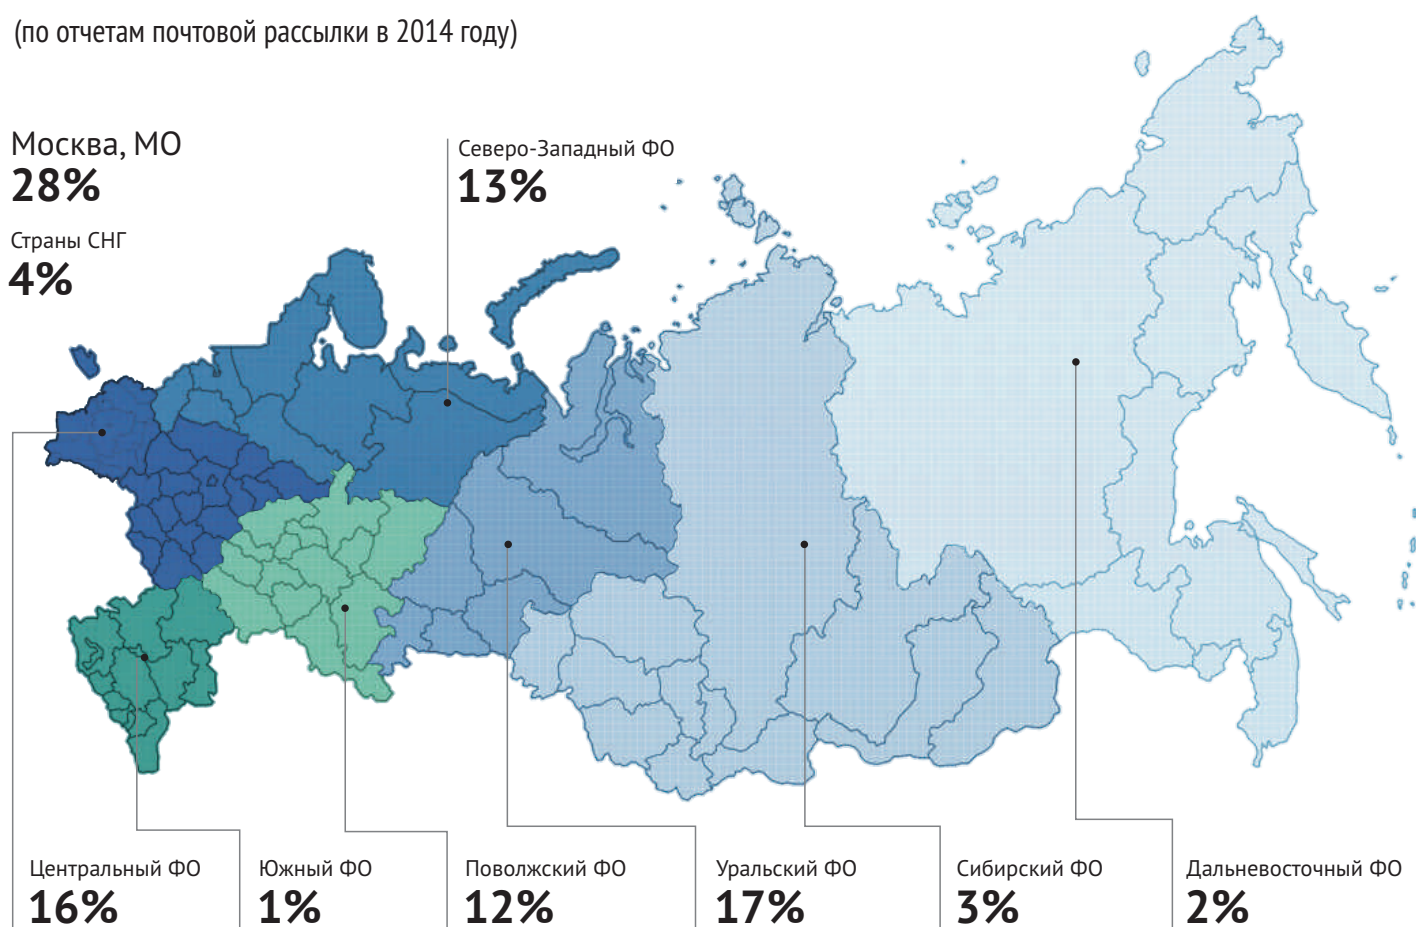 (по отчетам почтовой рассылки в 2014 году)
Москва, МО
28%
Страны СНГ
4%
Северо-Западный ФО
13%
Центральный ФО
16%
Южный ФО
1%
Поволжский ФО
12%
Уральский ФО
17%
Сибирский ФО
3%
Дальневосточный ФО
2%